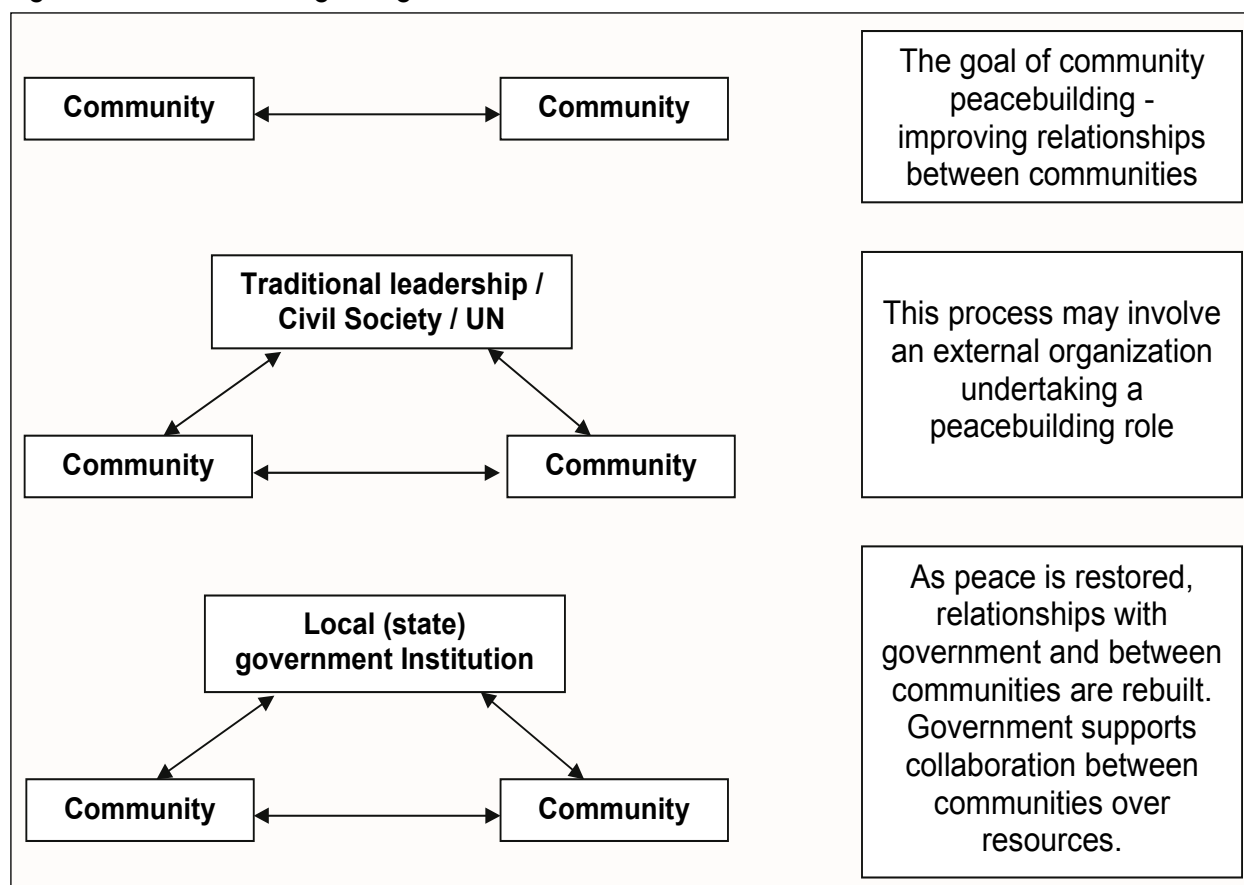 Community
Community
The goal of community
peacebuilding -
improving relationships
between communities
Traditional leadership /
Civil Society / UN
Community
Community
This process may involve
an external organization
undertaking a
peacebuilding role
Local (state)
government Institution
Community
Community
As peace is restored,
relationships with
government and between
communities are rebuilt.
Government supports
collaboration between
communities over
resources.